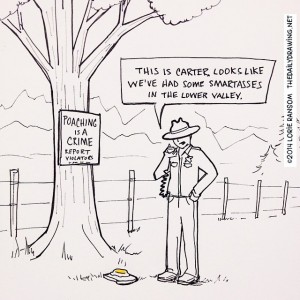 THIS IS CARTER, LOOKS LIKE
WE'VE HAD SOME SMARTASSES
IN THE LOWER VALLEY.
POACHING
IS A
CRIME
REPORT
VIOLATORS
©2014 LORIE RANSOM THEDAILYDRAWING.NET